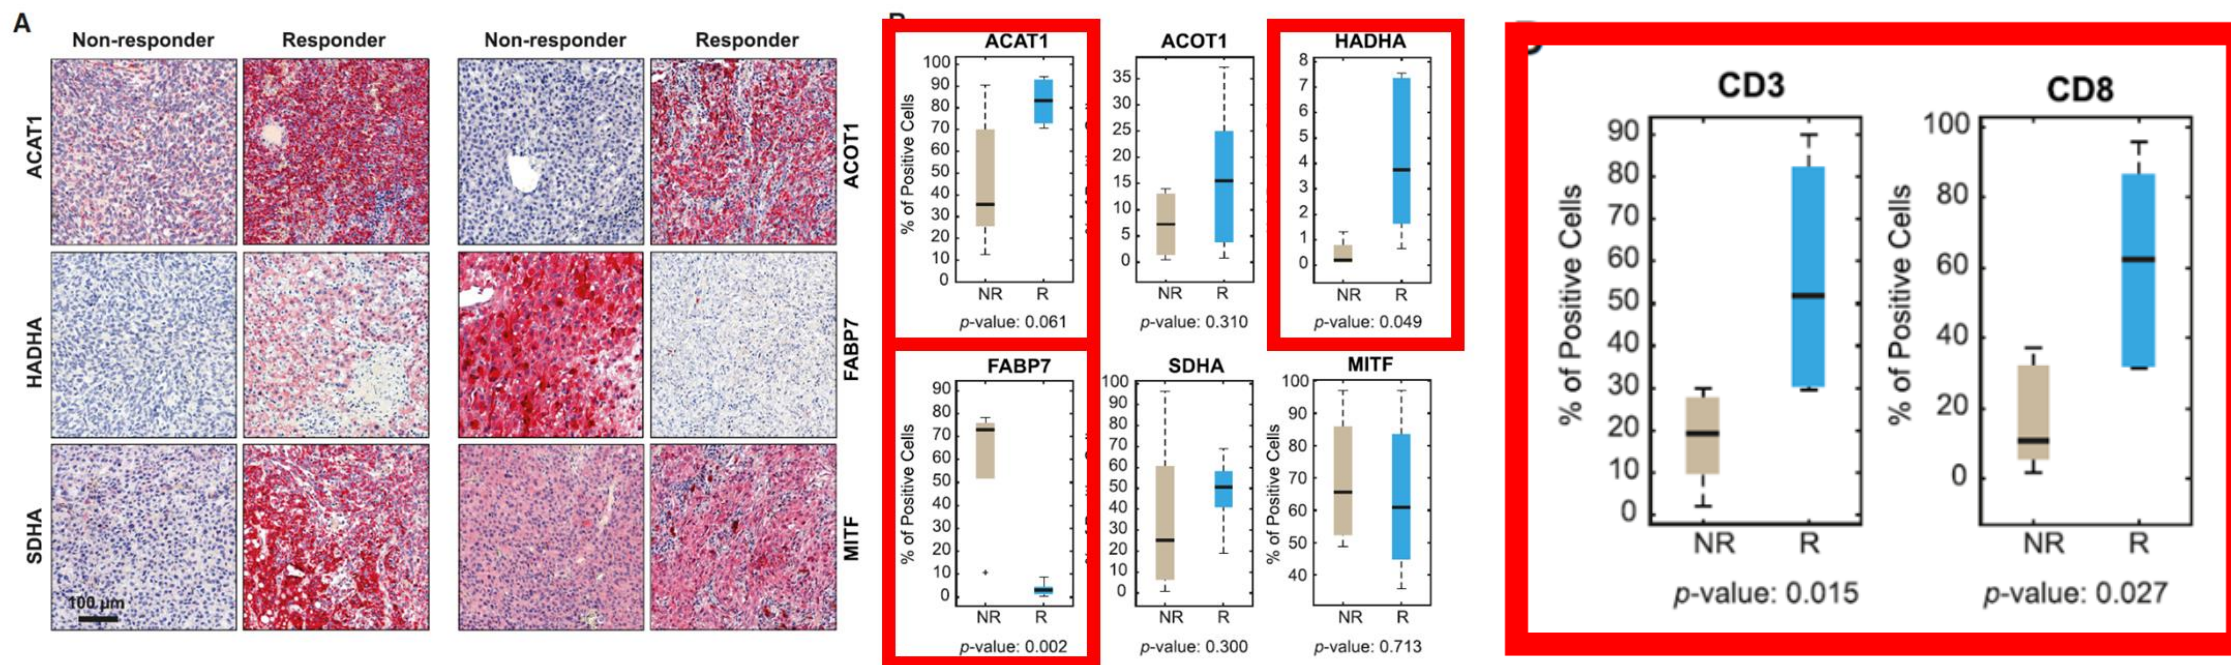 A
Non-responder Responder Non-responder Responder
ACAT1
ACOT1
HADHA
FABP7
SDHA
MITF
100 µm
ACAT1
% of Positive Cells
100
90
80
70
60
50
40
30
20
10
0
NR R
p-value: 0.061
ACOT1
35
30
25
20
15
10
5
0
NR R
p-value: 0.310
HADHA
8
7
6
5
4
3
2
1
0
NR R
p-value: 0.049
FABP7
% of Positive Cells
90
80
70
60
50
40
30
20
10
0
NR R
p-value: 0.002
SDHA
100
90
80
70
60
50
40
30
20
10
0
NR R
p-value: 0.300
MITF
% of Positive Cells
100
90
80
70
60
50
40
NR R
p-value: 0.713
CD3
% of Positive Cells
90
80
70
60
50
40
30
20
10
0
NR R
p-value: 0.015
CD8
% of Positive Cells
100
80
60
40
20
0
NR R
p-value: 0.027